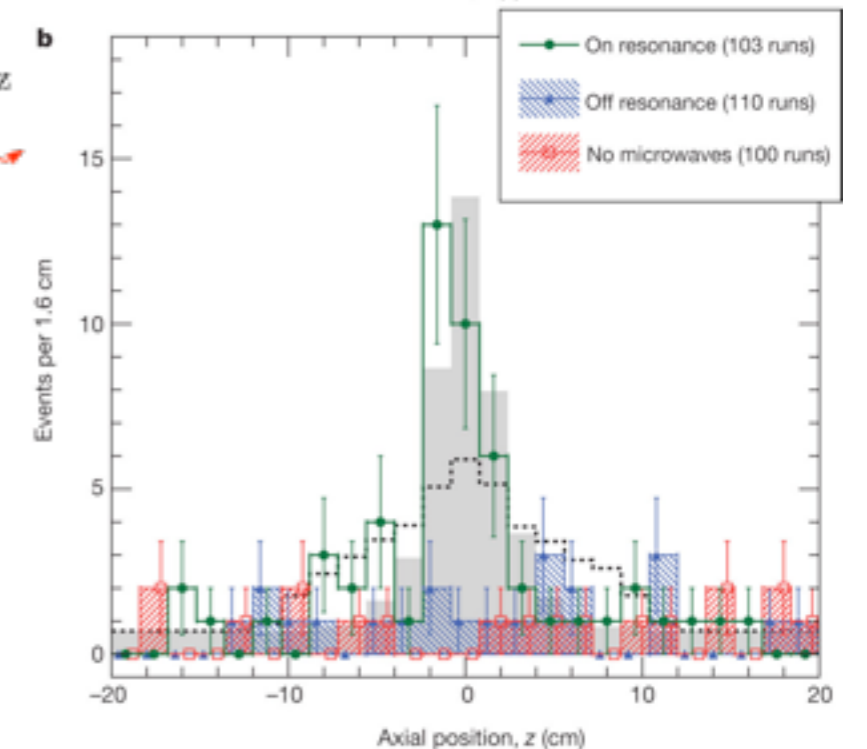 b
z
On resonance (103 runs)
Off resonance (110 runs)
No microwaves (100 runs)
15
10
5
0
Events per 1.6 cm
−20
−10
0
10
20
Axial position, z (cm)